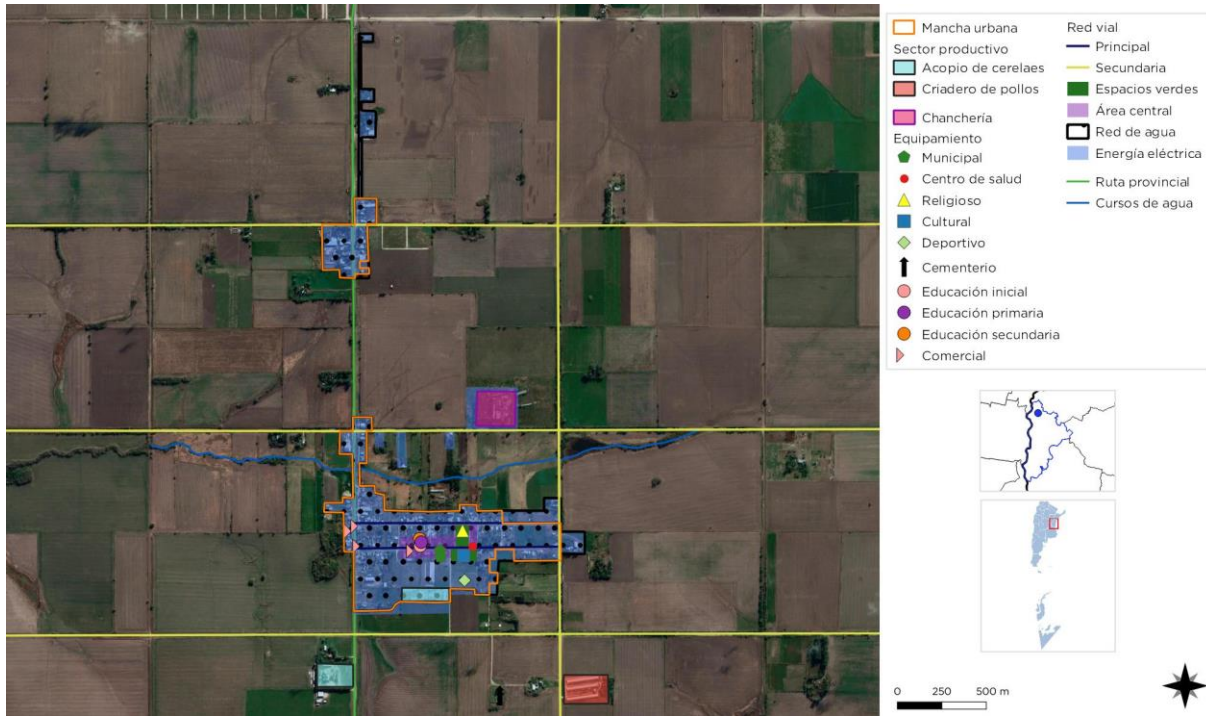 Mancha urbana
Sector productivo
Acopio de cerelaes
Criadero de pollos
Chanchería
Equipamiento
Municipal
Centro de salud
Religioso
Cultural
Deportivo
Cementerio
Educación inicial
Educación primaria
Educación secundaria
Comercial
Red vial
Principal
Secundaria
Espacios verdes
Área central
Red de agua
Energía eléctrica
Ruta provincial
Cursos de agua
0 250 500 m